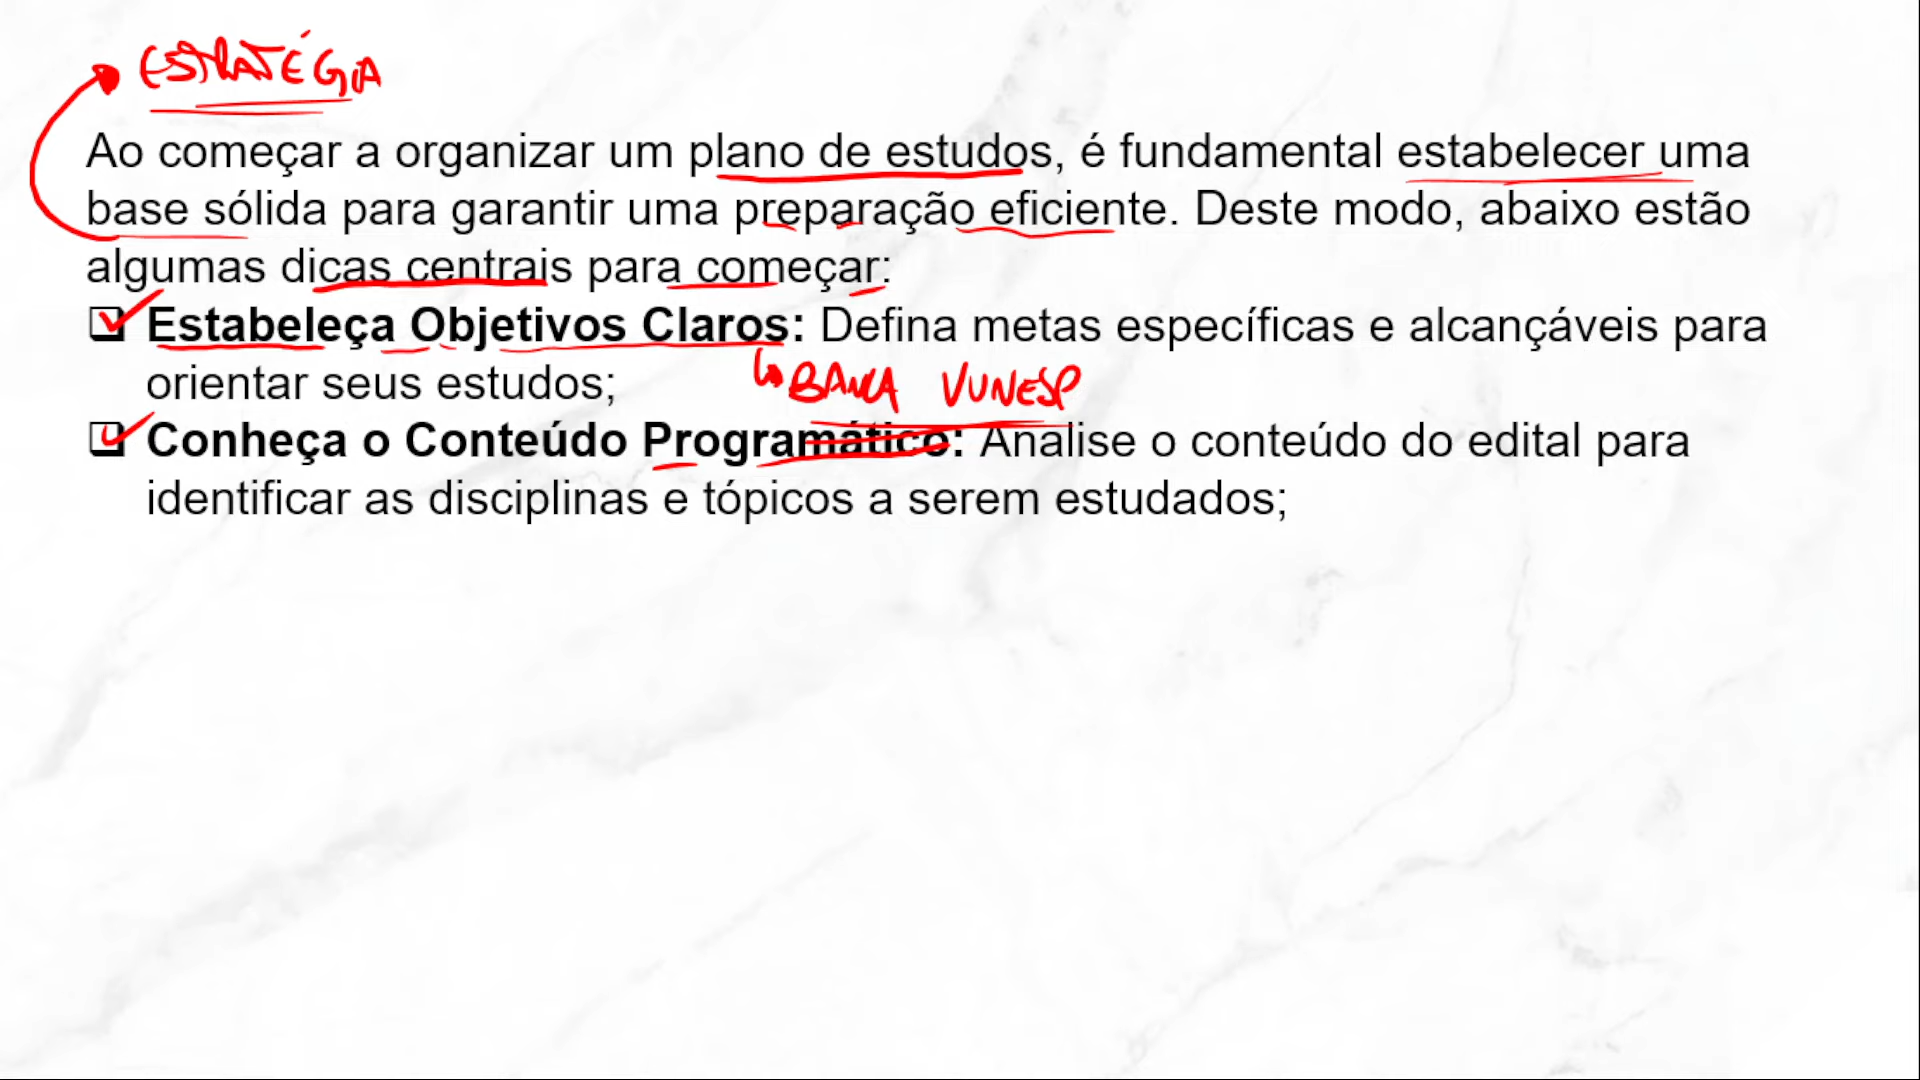 ESTRATÉGIA
Ao começar a organizar um plano de estudos, é fundamental estabelecer uma
base sólida para garantir uma preparação eficiente. Deste modo, abaixo estão
algumas dicas centrais para começar:
Estabeleça Objetivos Claros: Defina metas específicas e alcançáveis para
orientar seus estudos;
BANCA VUNESP
Conheça o Conteúdo Programático: Analise o conteúdo do edital para
identificar as disciplinas e tópicos a serem estudados;